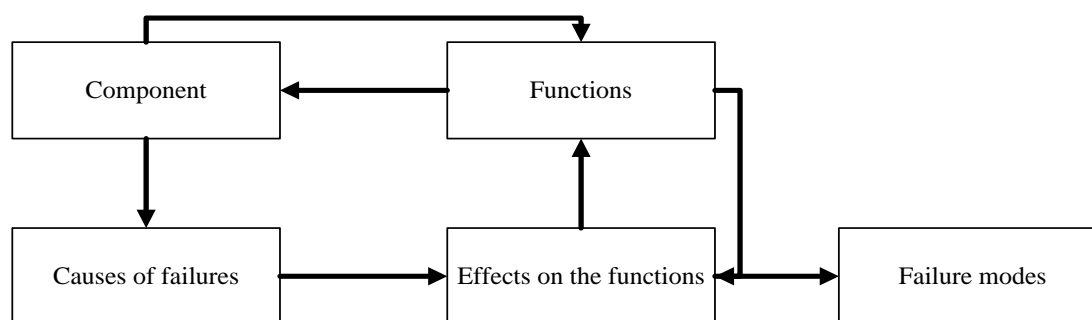 Component
Functions
Causes of failures
Effects on the functions
Failure modes